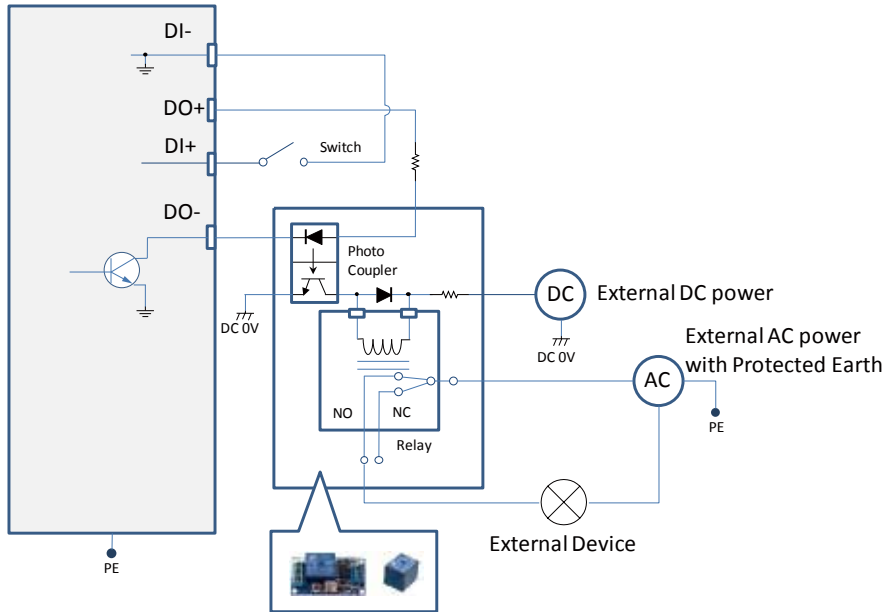 DI-
DO+
DI+
Switch
DO-
Photo
Coupler
DC
External DC power
DC 0V
DC 0V
External AC power
with Protected Earth
AC
PE
NO
NC
Relay
External Device
PE